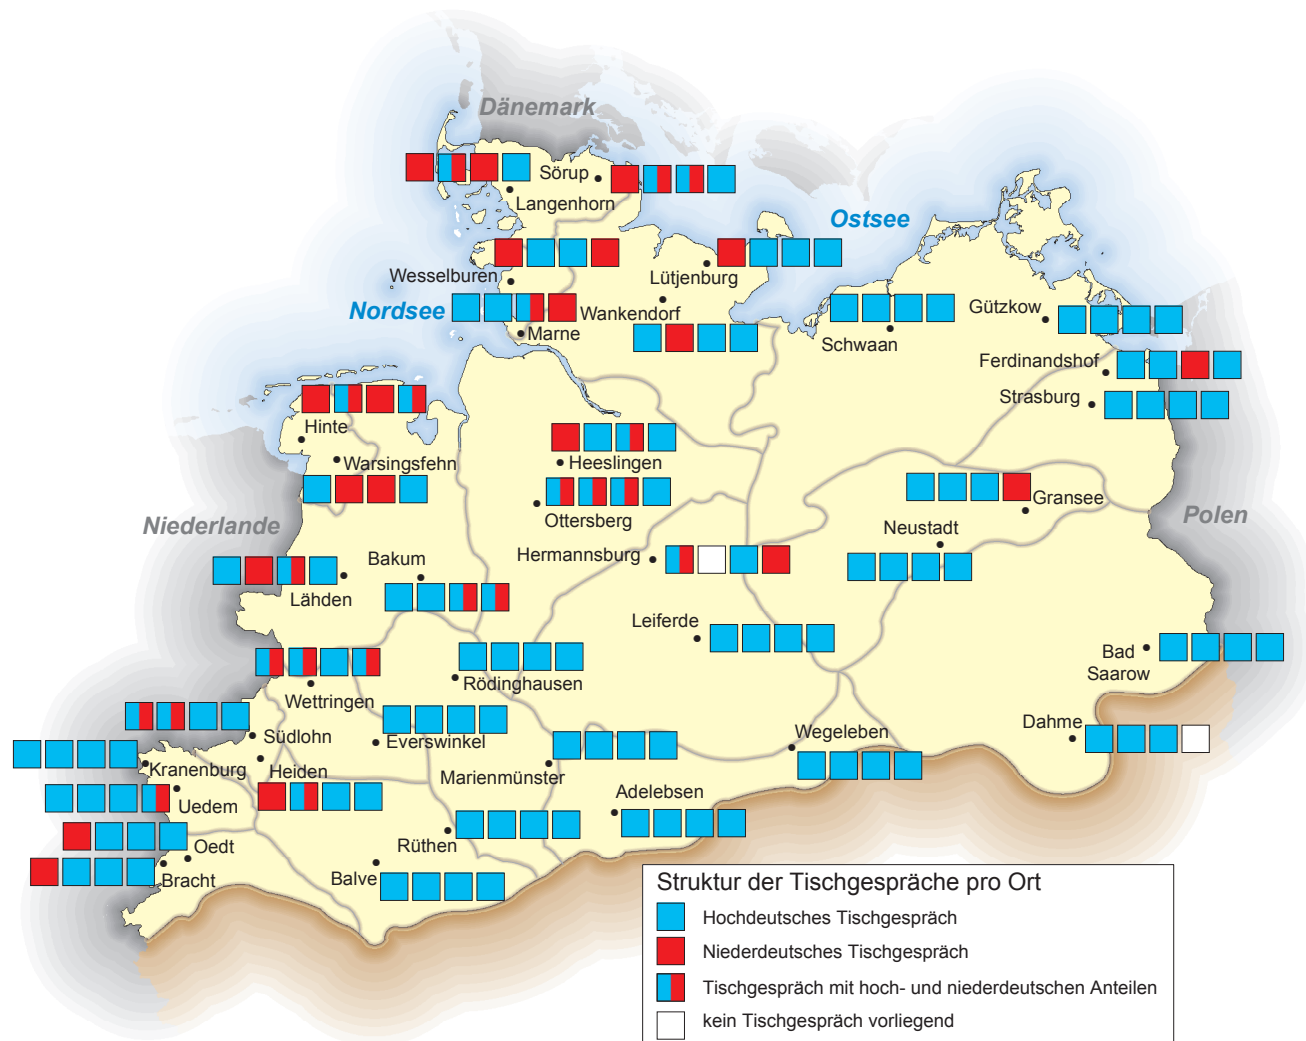 Dänemark
Sörup
Langenhorn
Ostsee
Wesselburen
Lütjenburg
Nordsee
Wankendorf
Marne
Schwaan
Gützkow
Ferdinandshof
Strasburg
Hinte
Warsingsfehn
Heeslingen
Niederlande
Ottersberg
Gransee
Polen
Neustadt
Hermannsburg
Bakum
Lähden
Leiferde
Bad
Saarow
Rödinghausen
Wettringen
Dahme
Südlohn
Everswinkel
Wegeleben
Kranenburg
Heiden
Marienmünster
Uedem
Adelebsen
Oedt
Rüthen
Bracht
Balve
Struktur der Tischgespräche pro Ort
Hochdeutsches Tischgespräch
Niederdeutsches Tischgespräch
Tischgespräch mit hoch- und niederdeutschen Anteilen
kein Tischgespräch vorliegend